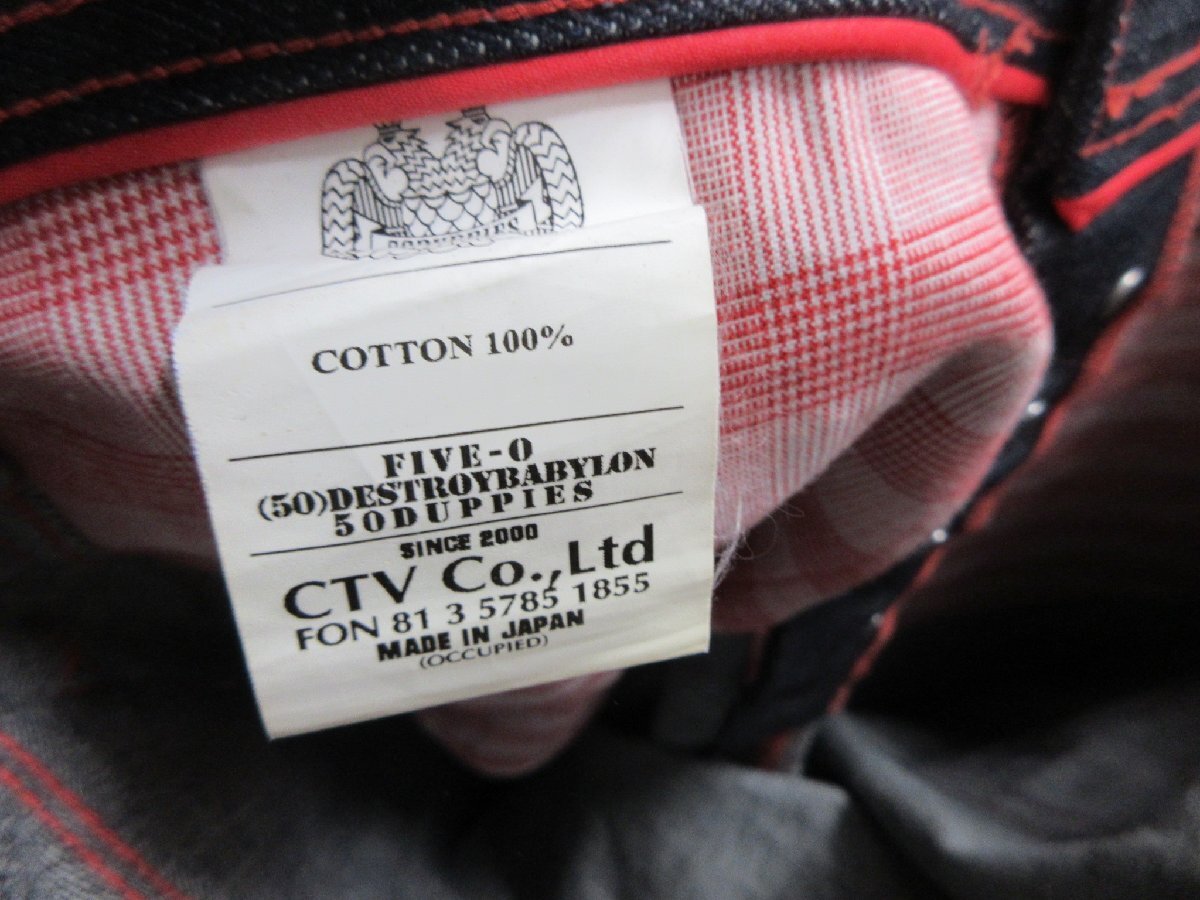 COTTON 100%
FIVE-O
(50)DESTROYBABYLON
50DUPPIES
SINCE 2000
CTV Co.,Ltd
FON 81 3 5785 1855
MADE IN JAPAN
(OCCUPIED)